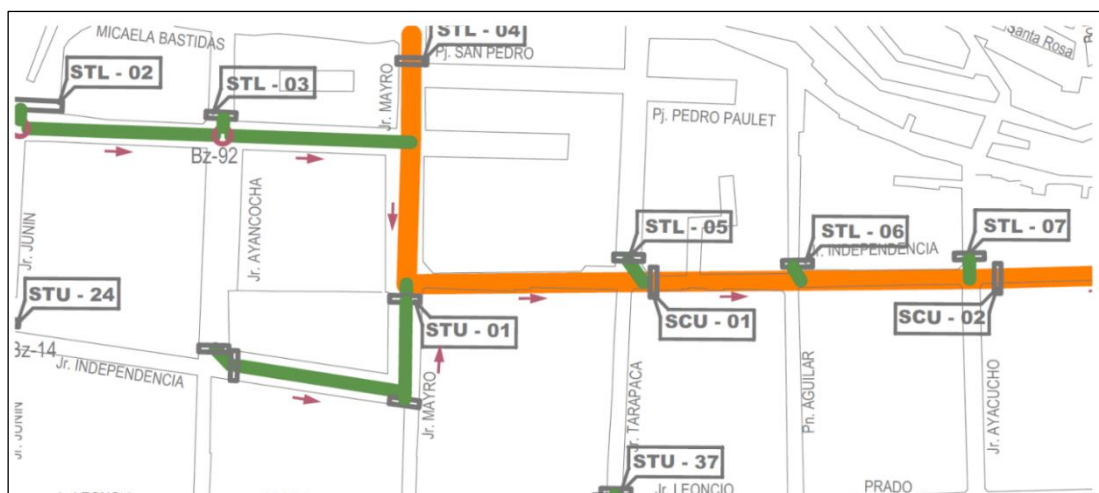 MICAELA BASTIDAS
STL - 04
Pj. SAN PEDRO
Santa Rosa
STL - 02
STL - 03
Jr. MAYRO
Pj. PEDRO PAULET
Bz-92
Jr. JUNIN
Jr. AYANCOCHA
STL - 05
STL - 06
Jr. INDEPENDENCIA
STL - 07
STU - 24
STU - 01
SCU - 01
SCU - 02
Bz-14
Jr. INDEPENDENCIA
Jr. MAYRO
Jr. TARAPACA
Pn. AGUILAR
Jr. AYACUCHO
Jr. JUNIN
STU - 37
Jr. LEONCIO
PRADO